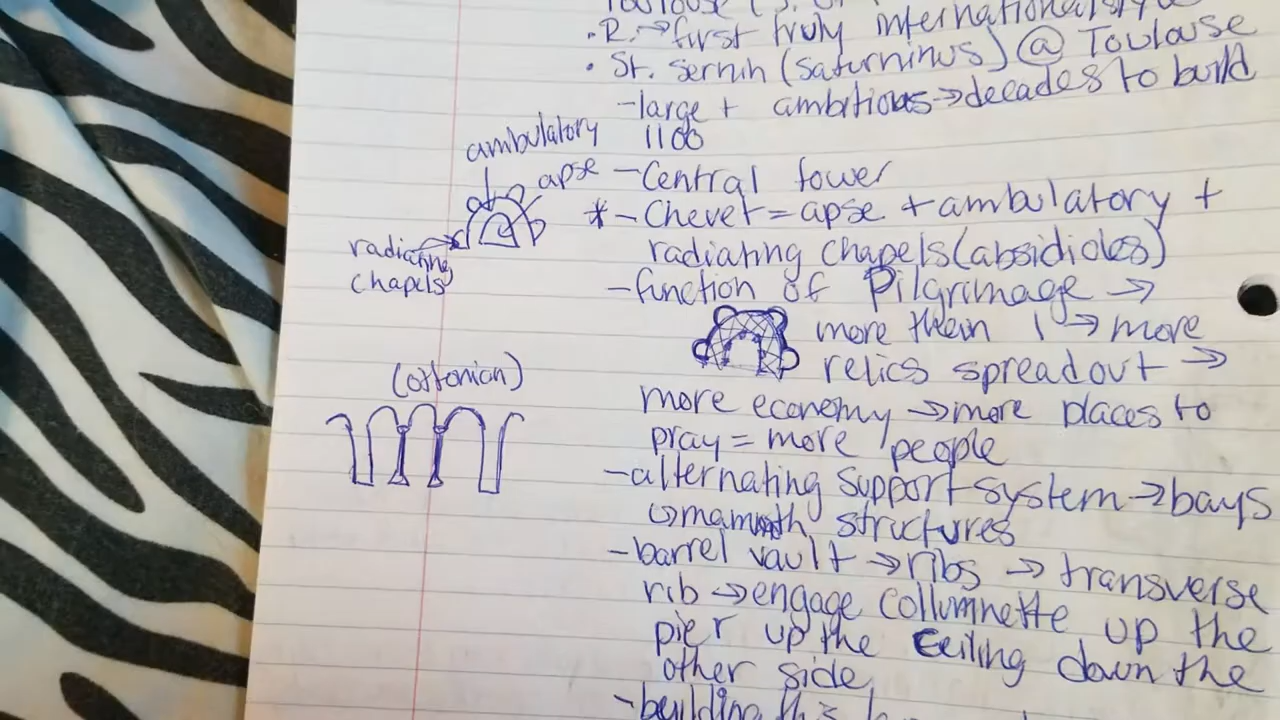 Toulouse
• R. → first truly international style
• St. Sernin (Saturninus) @ Toulouse
- large + ambitious → decades to build
1100
ambulatory
apse
- Central tower
* - Chevet = apse + ambulatory +
radiating chapels (absidioles)
radiating
chapels
- function of Pilgrimage →
more than 1 → more
relics spread out →
(ottonian)
more economy → more places to
pray = more people
- alternating support system → bays
↳ mammoth structures
- barrel vault → ribs → transverse
rib → engage collumnette up the
pier up the ceiling down the
other side
- building this